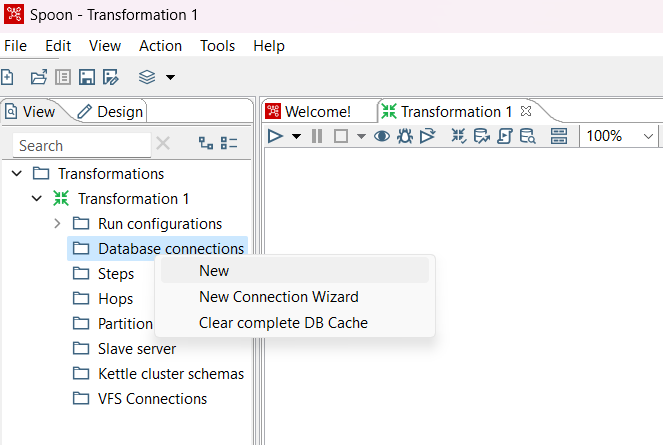 Spoon - Transformation 1
File Edit View Action Tools Help
View Design Welcome! Transformation 1
100%
Search
Transformations
Transformation 1
Run configurations
Database connections
New
Steps
New Connection Wizard
Hops
Clear complete DB Cache
Partition
Slave server
Kettle cluster schemas
VFS Connections